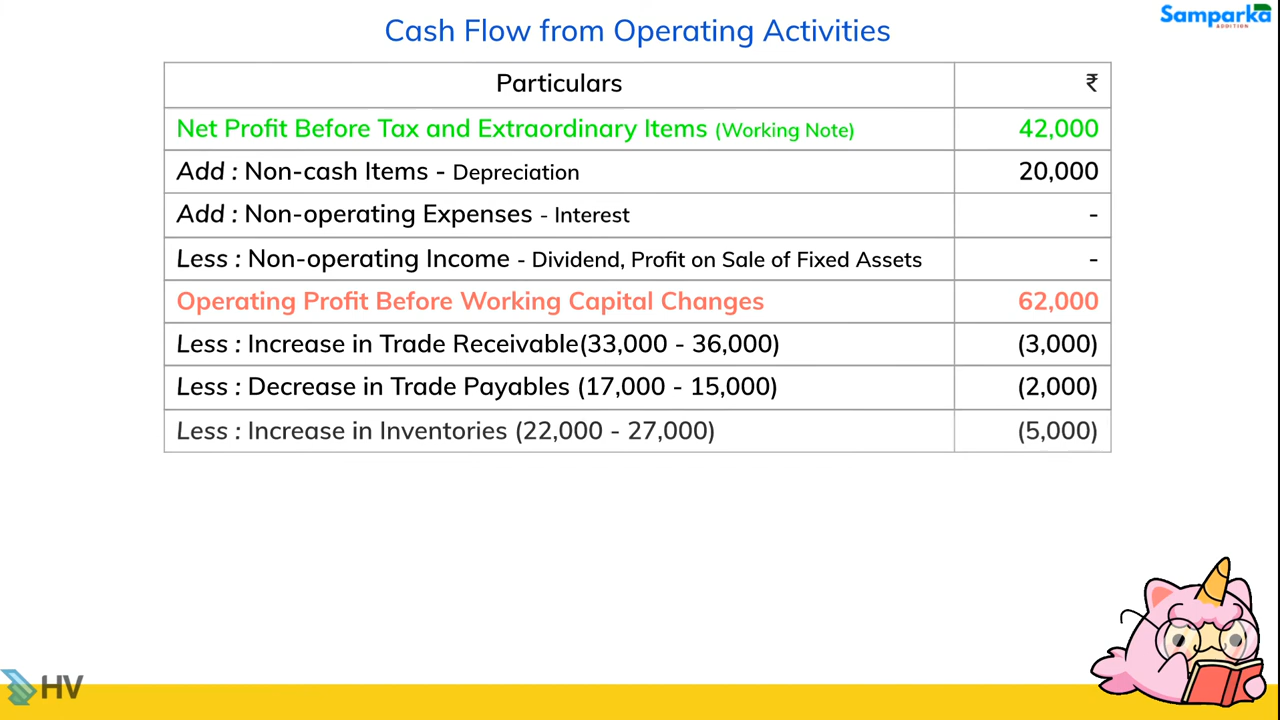 Cash Flow from Operating Activities
Samparka
ADDITION
Particulars ₹
Net Profit Before Tax and Extraordinary Items (Working Note) 42,000
Add : Non-cash Items - Depreciation 20,000
Add : Non-operating Expenses - Interest -
Less : Non-operating Income - Dividend, Profit on Sale of Fixed Assets -
Operating Profit Before Working Capital Changes 62,000
Less : Increase in Trade Receivable(33,000 - 36,000) (3,000)
Less : Decrease in Trade Payables (17,000 - 15,000) (2,000)
Less : Increase in Inventories (22,000 - 27,000) (5,000)
HV